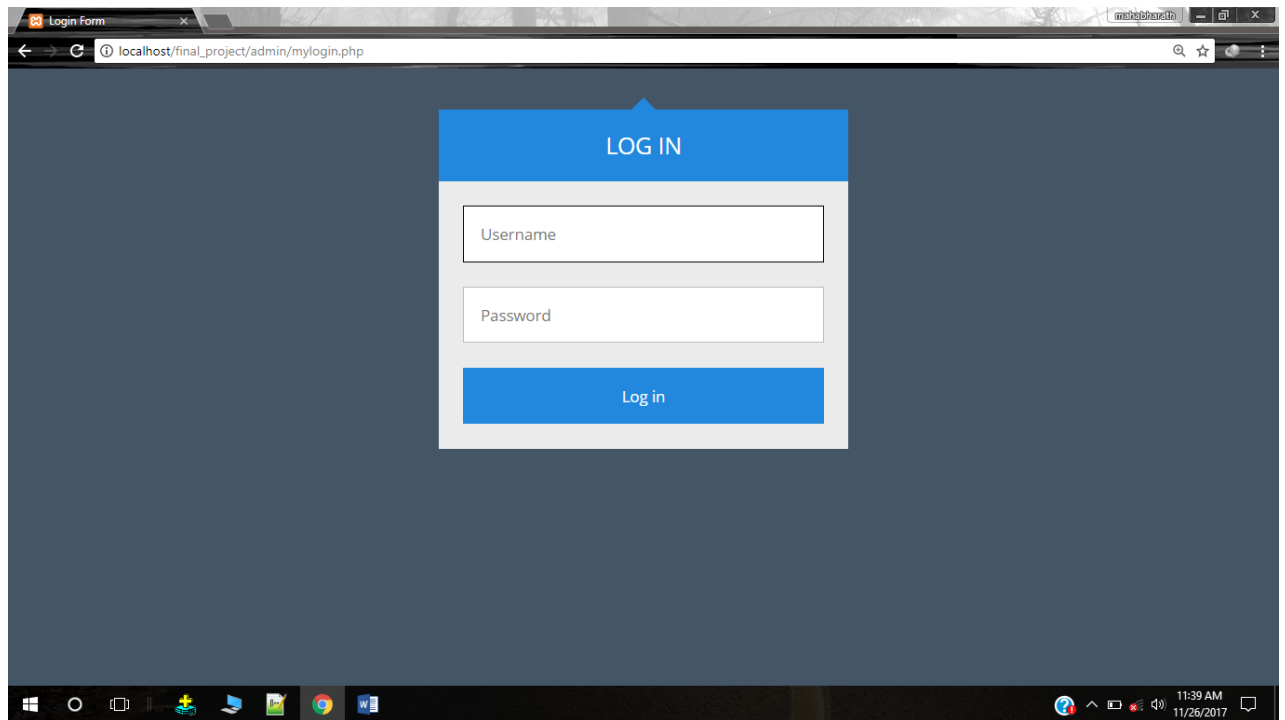 Login Form
mahabharath
localhost/final_project/admin/mylogin.php
LOG IN
Username
Password
Log in
11:39 AM
11/26/2017